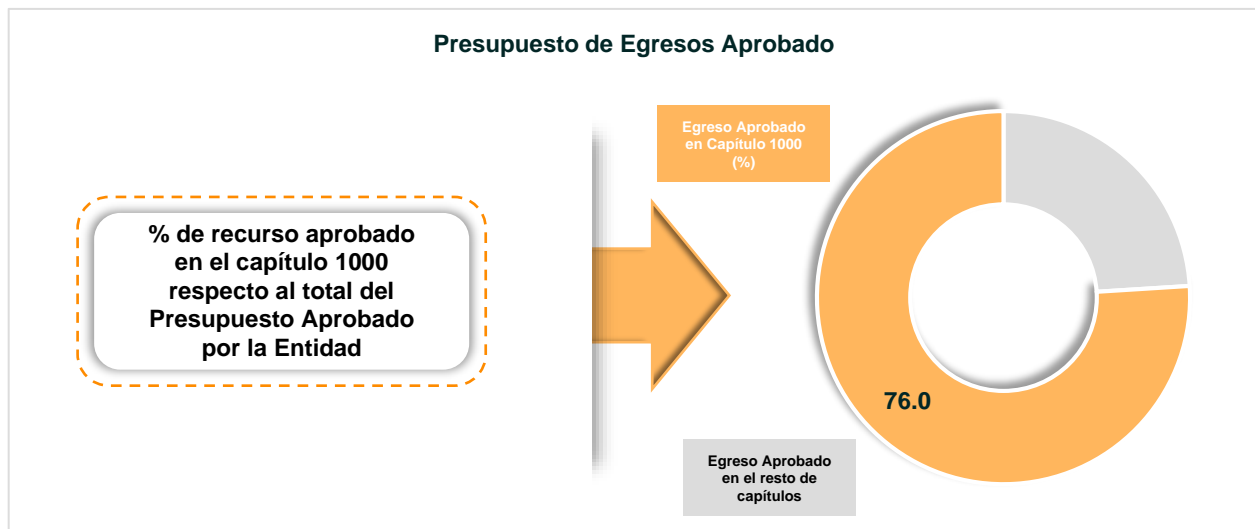 Presupuesto de Egresos Aprobado
Egreso Aprobado
en Capítulo 1000
(%)
% de recurso aprobado
en el capítulo 1000
respecto al total del
Presupuesto Aprobado
por la Entidad
76.0
Egreso Aprobado
en el resto de
capítulos